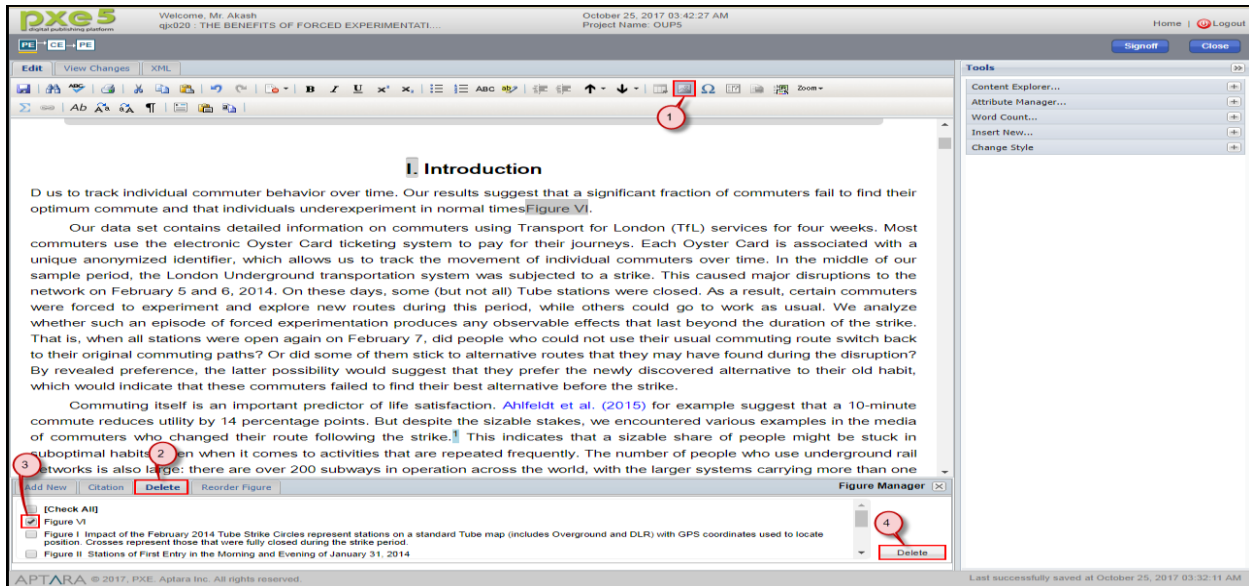 PXE5
digital publishing platform
Welcome, Mr. Akash
qjx020 : THE BENEFITS OF FORCED EXPERIMENTATI....
October 25, 2017 03:42:27 AM
Project Name: OUP5
Home | Logout
PE CE PE
Signoff Close
Edit View Changes XML
Tools
ABC B I U x² x₂ ABC ab Ω Zoom
Σ Ab Aa ¶
1
Content Explorer...
Attribute Manager...
Word Count...
Insert New...
Change Style
I. Introduction
D us to track individual commuter behavior over time. Our results suggest that a significant fraction of commuters fail to find their
optimum commute and that individuals underexperiment in normal timesFigure VI.
Our data set contains detailed information on commuters using Transport for London (TfL) services for four weeks. Most
commuters use the electronic Oyster Card ticketing system to pay for their journeys. Each Oyster Card is associated with a
unique anonymized identifier, which allows us to track the movement of individual commuters over time. In the middle of our
sample period, the London Underground transportation system was subjected to a strike. This caused major disruptions to the
network on February 5 and 6, 2014. On these days, some (but not all) Tube stations were closed. As a result, certain commuters
were forced to experiment and explore new routes during this period, while others could go to work as usual. We analyze
whether such an episode of forced experimentation produces any observable effects that last beyond the duration of the strike.
That is, when all stations were open again on February 7, did people who could not use their usual commuting route switch back
to their original commuting paths? Or did some of them stick to alternative routes that they may have found during the disruption?
By revealed preference, the latter possibility would suggest that they prefer the newly discovered alternative to their old habit,
which would indicate that these commuters failed to find their best alternative before the strike.
Commuting itself is an important predictor of life satisfaction. Ahlfeldt et al. (2015) for example suggest that a 10-minute
commute reduces utility by 14 percentage points. But despite the sizable stakes, we encountered various examples in the media
of commuters who changed their route following the strike.1 This indicates that a sizable share of people might be stuck in
suboptimal habits when it comes to activities that are repeated frequently. The number of people who use underground rail
networks is also large: there are over 200 subways in operation across the world, with the larger systems carrying more than one
2
3
Add New Citation Delete Reorder Figure
Figure Manager
[Check All]
Figure VI
Figure I Impact of the February 2014 Tube Strike Circles represent stations on a standard Tube map (includes Overground and DLR) with GPS coordinates used to locate
position. Crosses represent those that were fully closed during the strike period.
Figure II Stations of First Entry in the Morning and Evening of January 31, 2014
4
Delete
APTARA © 2017, PXE. Aptara Inc. All rights reserved.
Last successfully saved at October 25, 2017 03:32:11 AM